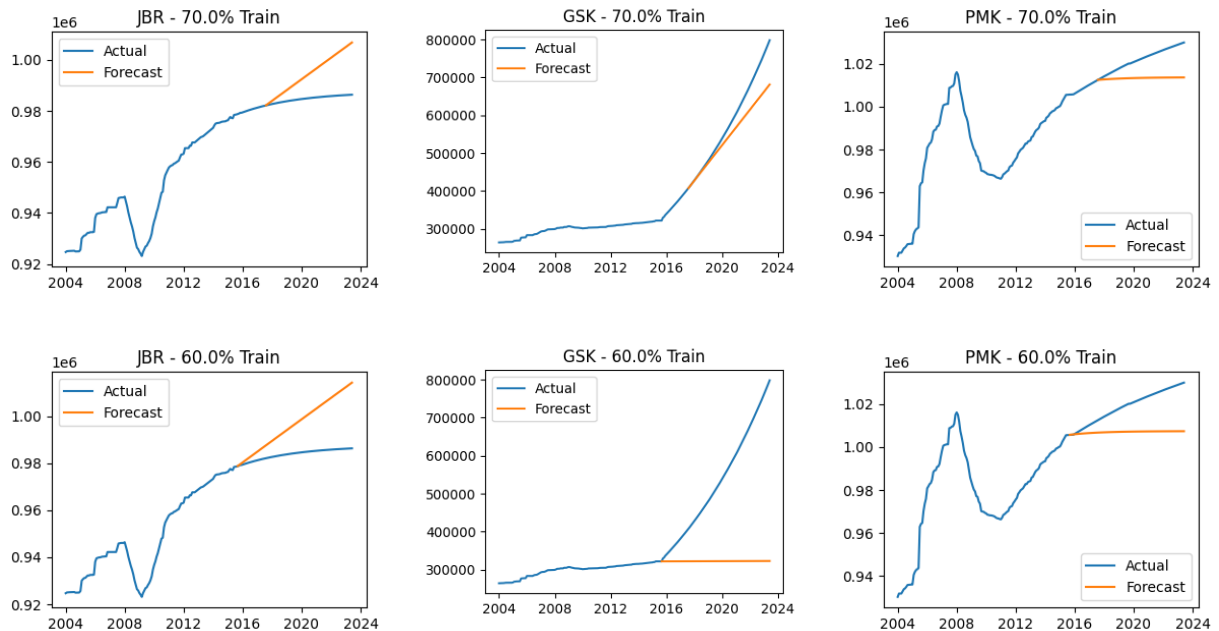 JBR - 70.0% Train
1e6
Actual
Forecast
1.00
0.98
0.96
0.94
0.92
2004 2008 2012 2016 2020 2024
GSK - 70.0% Train
Actual
Forecast
800000
700000
600000
500000
400000
300000
2004 2008 2012 2016 2020 2024
PMK - 70.0% Train
1e6
1.02
1.00
0.98
0.96
0.94
Actual
Forecast
2004 2008 2012 2016 2020 2024
JBR - 60.0% Train
1e6
Actual
Forecast
1.00
0.98
0.96
0.94
0.92
2004 2008 2012 2016 2020 2024
GSK - 60.0% Train
Actual
Forecast
800000
700000
600000
500000
400000
300000
2004 2008 2012 2016 2020 2024
PMK - 60.0% Train
1e6
1.02
1.00
0.98
0.96
0.94
Actual
Forecast
2004 2008 2012 2016 2020 2024